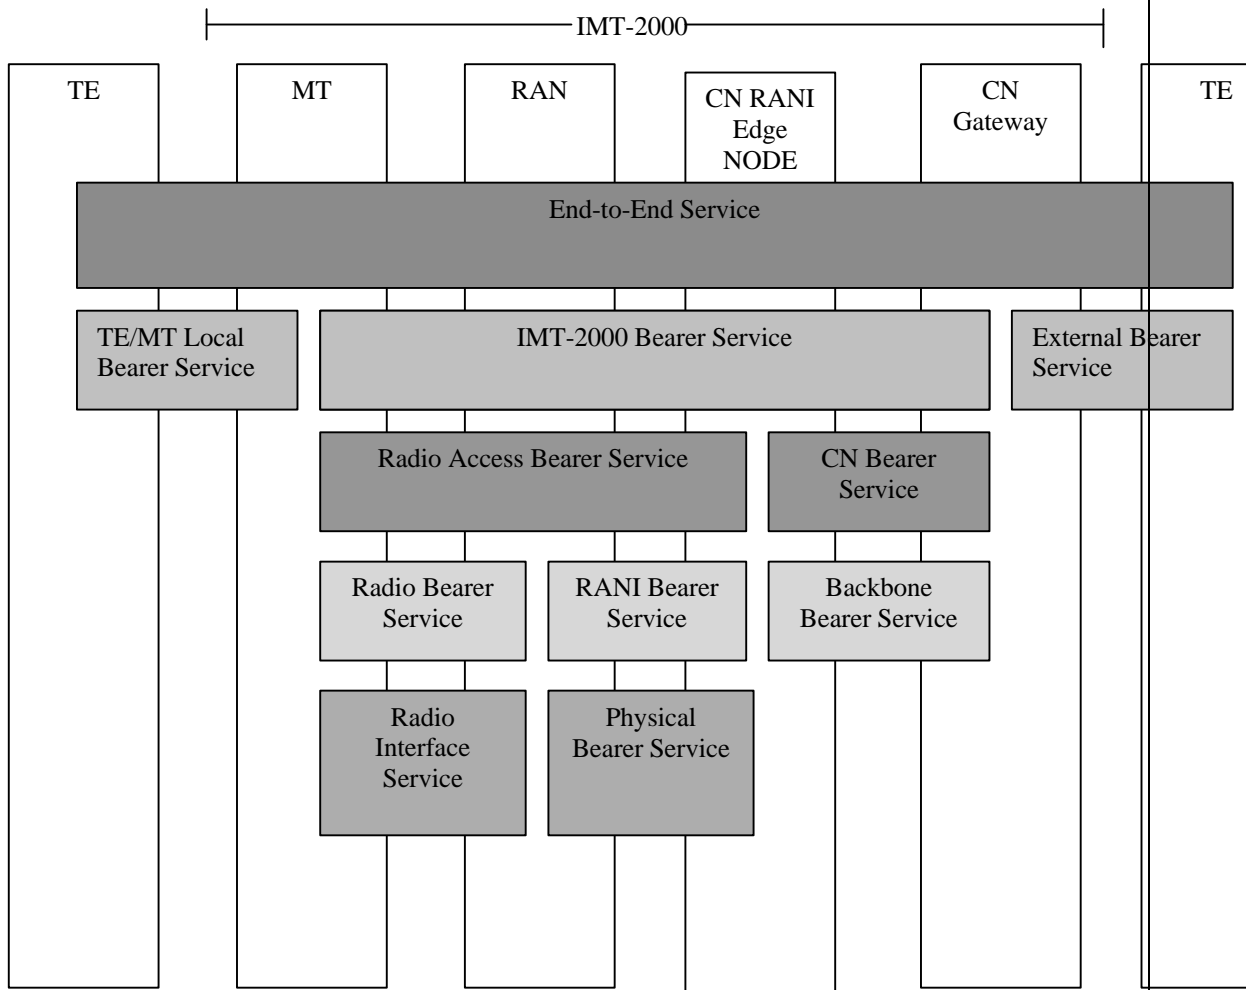 IMT-2000
TE
MT
RAN
CN RANI
Edge
NODE
CN
Gateway
TE
End-to-End Service
TE/MT Local
Bearer Service
IMT-2000 Bearer Service
External Bearer
Service
Radio Access Bearer Service
CN Bearer
Service
Radio Bearer
Service
RANI Bearer
Service
Backbone
Bearer Service
Radio
Interface
Service
Physical
Bearer Service